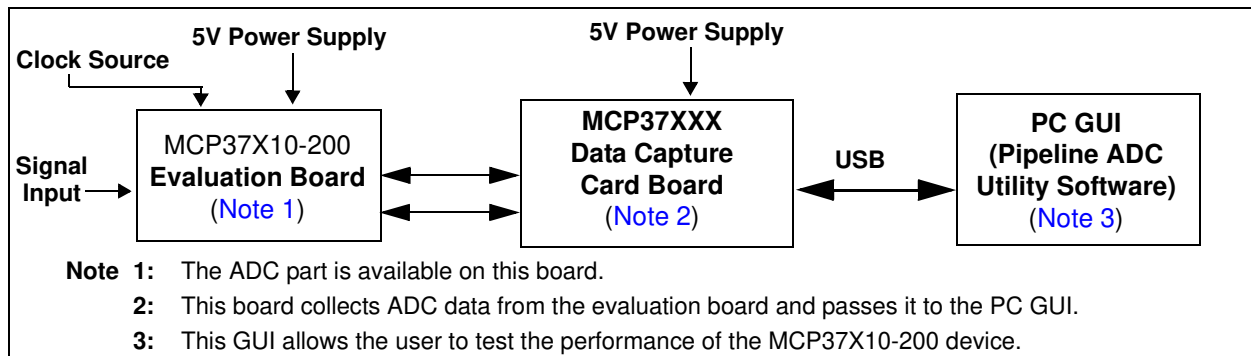 5V Power Supply
5V Power Supply
Clock Source
MCP37X10-200
Evaluation Board
(Note 1)
Signal
Input
MCP37XXX
Data Capture
Card Board
(Note 2)
USB
PC GUI
(Pipeline ADC
Utility Software)
(Note 3)
Note 1: The ADC part is available on this board.
2: This board collects ADC data from the evaluation board and passes it to the PC GUI.
3: This GUI allows the user to test the performance of the MCP37X10-200 device.